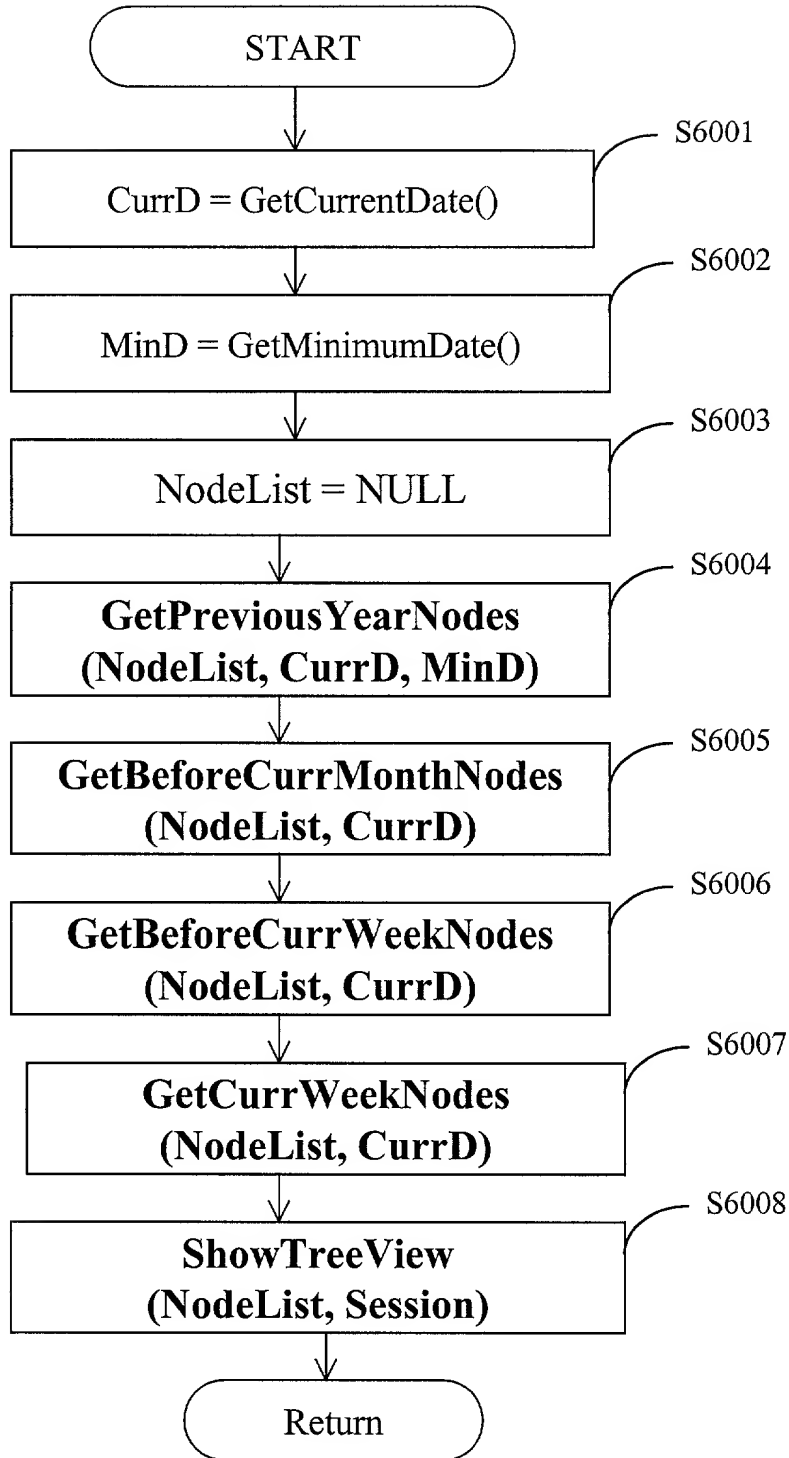 START
S6001
CurrD = GetCurrentDate()
S6002
MinD = GetMinimumDate()
S6003
NodeList = NULL
S6004
GetPreviousYearNodes
(NodeList, CurrD, MinD)
S6005
GetBeforeCurrMonthNodes
(NodeList, CurrD)
S6006
GetBeforeCurrWeekNodes
(NodeList, CurrD)
S6007
GetCurrWeekNodes
(NodeList, CurrD)
S6008
ShowTreeView
(NodeList, Session)
Return